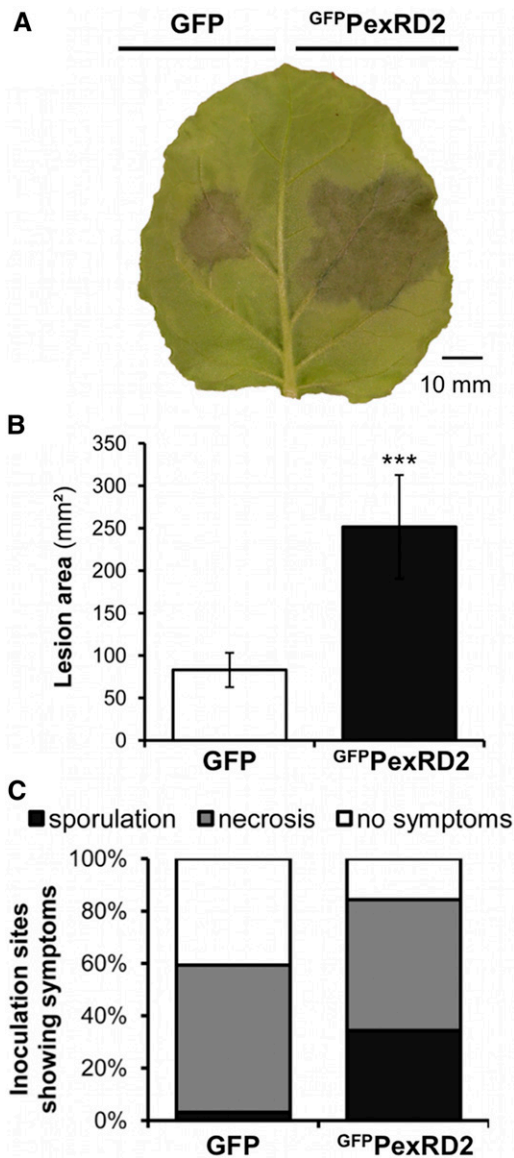 A
GFP
GFPPexRD2
10 mm
B
350
300
250
200
150
100
50
0
Lesion area (mm²)
***
GFP
GFPPexRD2
C
sporulation necrosis no symptoms
100%
80%
60%
40%
20%
0%
Inoculation sites
showing symptoms
GFP
GFPPexRD2